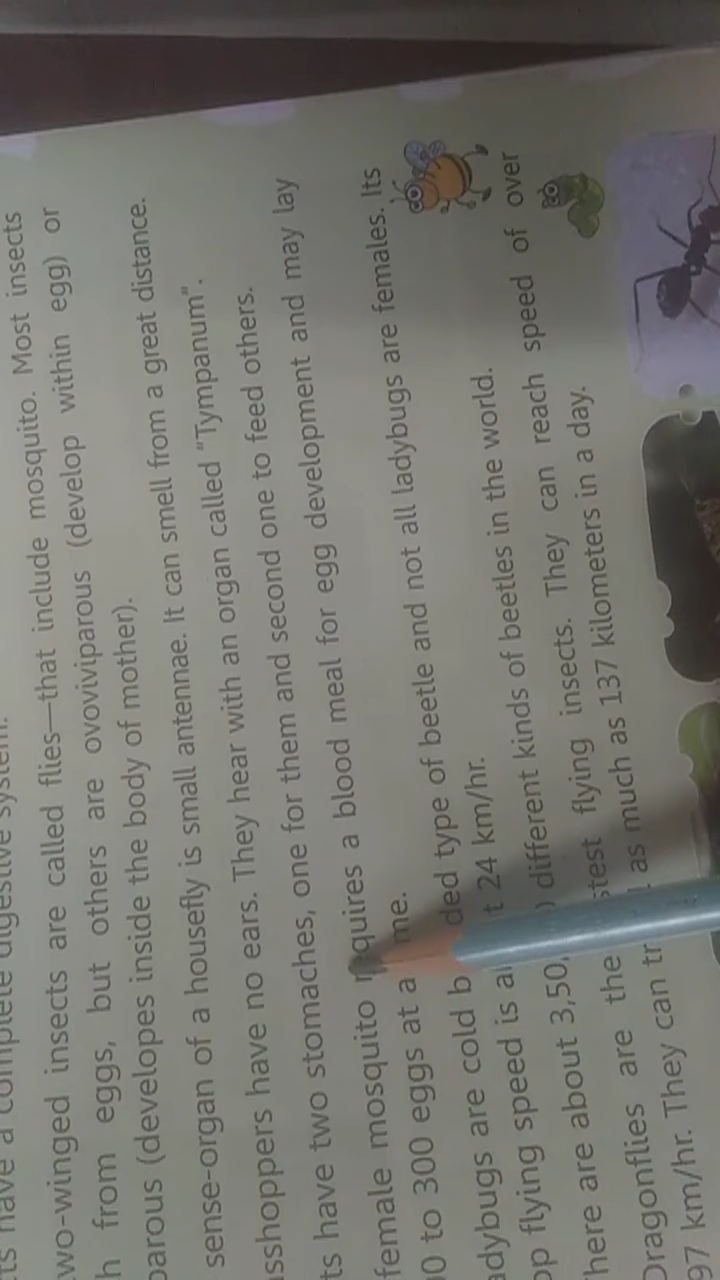 ts have a complete digestive system.
wo-winged insects are called flies—that include mosquito. Most insects
h from eggs, but others are ovoviviparous (develop within egg) or
parous (developes inside the body of mother).
sense-organ of a housefly is small antennae. It can smell from a great distance.
sshoppers have no ears. They hear with an organ called "Tympanum".
ts have two stomaches, one for them and second one to feed others.
female mosquito quires a blood meal for egg development and may lay
0 to 300 eggs at a me.
adybugs are cold b ded type of beetle and not all ladybugs are females. Its
op flying speed is a t 24 km/hr.
here are about 3,50, different kinds of beetles in the world.
Dragonflies are the test flying insects. They can reach speed of over
97 km/hr. They can tr as much as 137 kilometers in a day.